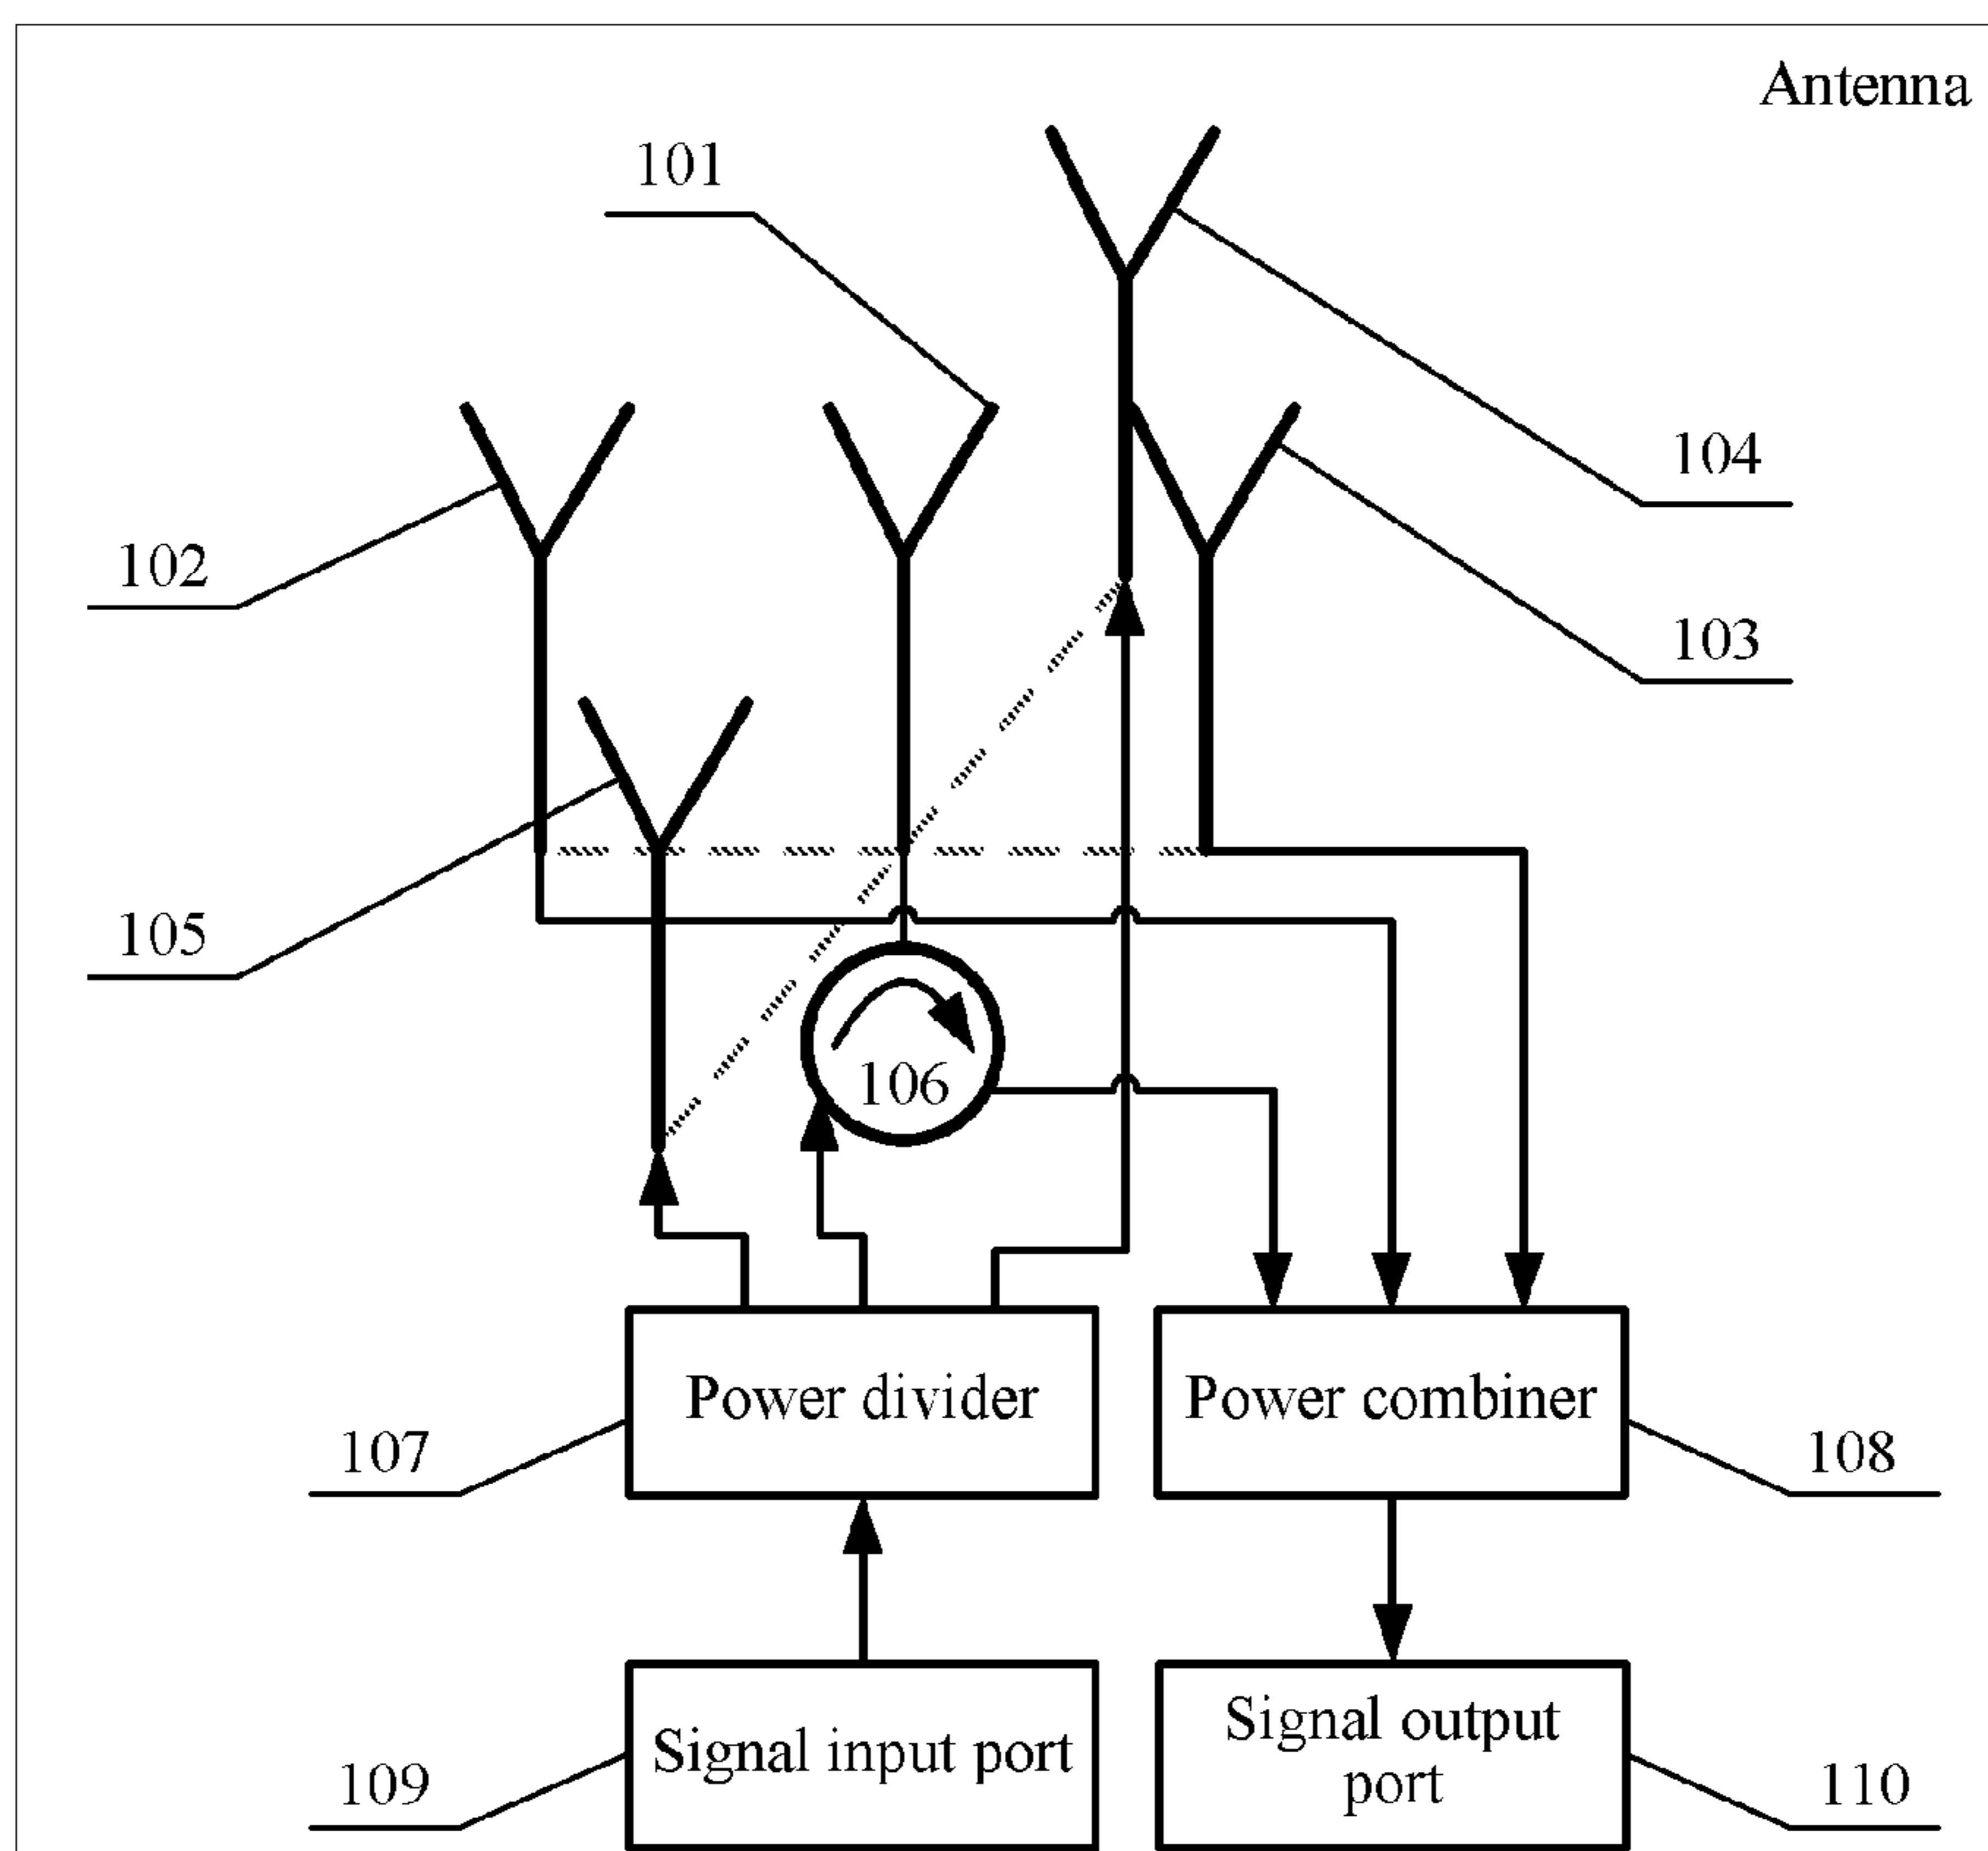 Antenna
101
104
102
103
105
106
Power divider
Power combiner
107
108
Signal input port
Signal output
port
109
110